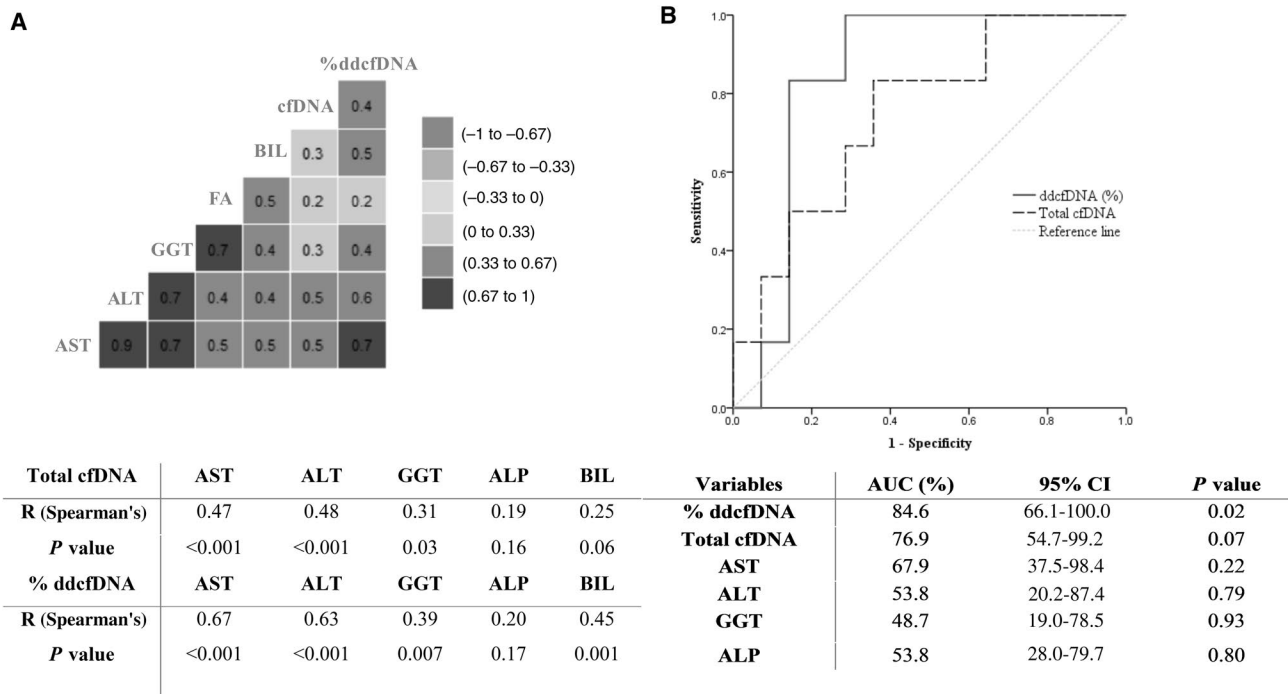 A
%ddcfDNA
cfDNA 0.4
BIL 0.3 0.5
FA 0.5 0.2 0.2
GGT 0.7 0.4 0.3 0.4
ALT 0.7 0.4 0.4 0.5 0.6
AST 0.9 0.7 0.5 0.5 0.5 0.7
(–1 to –0.67)
(–0.67 to –0.33)
(–0.33 to 0)
(0 to 0.33)
(0.33 to 0.67)
(0.67 to 1)
Total cfDNA AST ALT GGT ALP BIL
R (Spearman's) 0.47 0.48 0.31 0.19 0.25
P value <0.001 <0.001 0.03 0.16 0.06
% ddcfDNA AST ALT GGT ALP BIL
R (Spearman's) 0.67 0.63 0.39 0.20 0.45
P value <0.001 <0.001 0.007 0.17 0.001
B
Sensitivity
1.0
0.8
0.6
0.4
0.2
0.0
0.0 0.2 0.4 0.6 0.8 1.0
1 - Specificity
ddcfDNA (%)
Total cfDNA
Reference line
Variables AUC (%) 95% CI P value
% ddcfDNA 84.6 66.1-100.0 0.02
Total cfDNA 76.9 54.7-99.2 0.07
AST 67.9 37.5-98.4 0.22
ALT 53.8 20.2-87.4 0.79
GGT 48.7 19.0-78.5 0.93
ALP 53.8 28.0-79.7 0.80